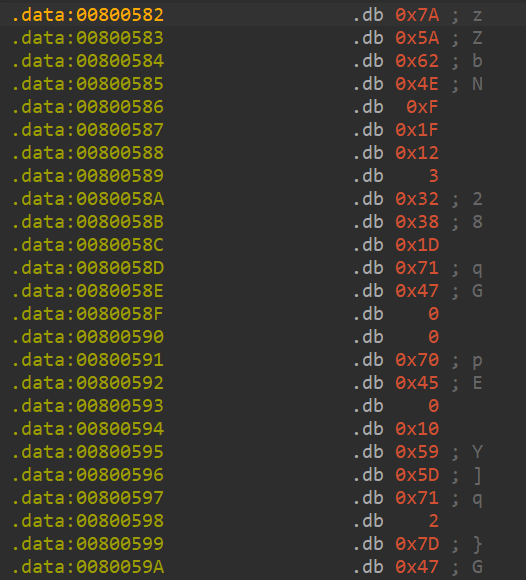 .data:00800582 .db 0x7A ; z
.data:00800583 .db 0x5A ; Z
.data:00800584 .db 0x62 ; b
.data:00800585 .db 0x4E ; N
.data:00800586 .db 0xF
.data:00800587 .db 0x1F
.data:00800588 .db 0x12
.data:00800589 .db 3
.data:0080058A .db 0x32 ; 2
.data:0080058B .db 0x38 ; 8
.data:0080058C .db 0x1D
.data:0080058D .db 0x71 ; q
.data:0080058E .db 0x47 ; G
.data:0080058F .db 0
.data:00800590 .db 0
.data:00800591 .db 0x70 ; p
.data:00800592 .db 0x45 ; E
.data:00800593 .db 0
.data:00800594 .db 0x10
.data:00800595 .db 0x59 ; Y
.data:00800596 .db 0x5D ; ]
.data:00800597 .db 0x71 ; q
.data:00800598 .db 2
.data:00800599 .db 0x7D ; }
.data:0080059A .db 0x47 ; G